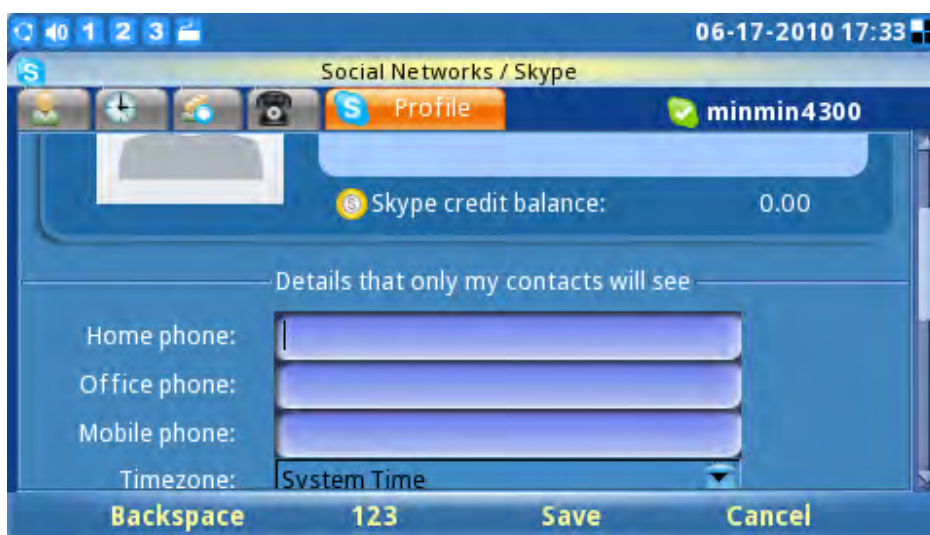 1 2 3 06-17-2010 17:33
S Social Networks / Skype
S Profile minmin4300
S Skype credit balance: 0.00
Details that only my contacts will see
Home phone:
Office phone:
Mobile phone:
Timezone: System Time
Backspace 123 Save Cancel